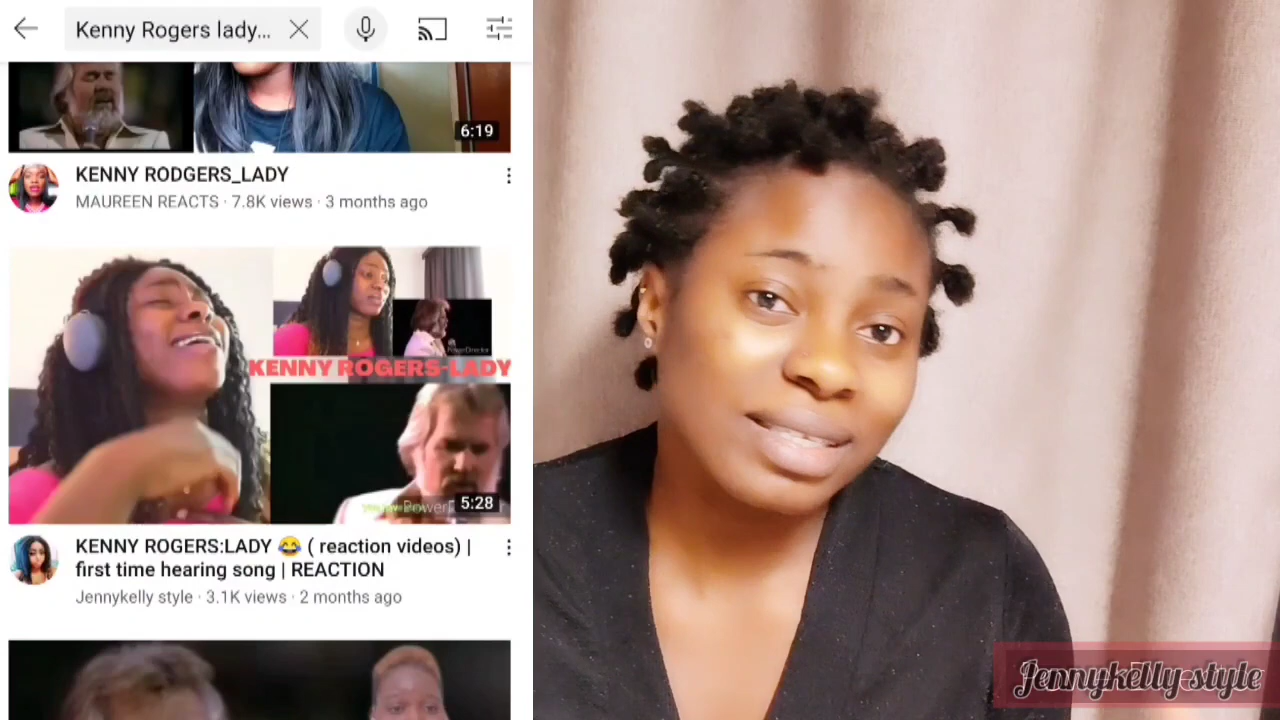 Kenny Rogers lady...
6:19
KENNY RODGERS_LADY
MAUREEN REACTS · 7.8K views · 3 months ago
PowerDirector
KENNY ROGERS-LADY
5:28
KENNY ROGERS:LADY 😂 ( reaction videos) |
first time hearing song | REACTION
Jennykelly style · 3.1K views · 2 months ago
Jennykelly style